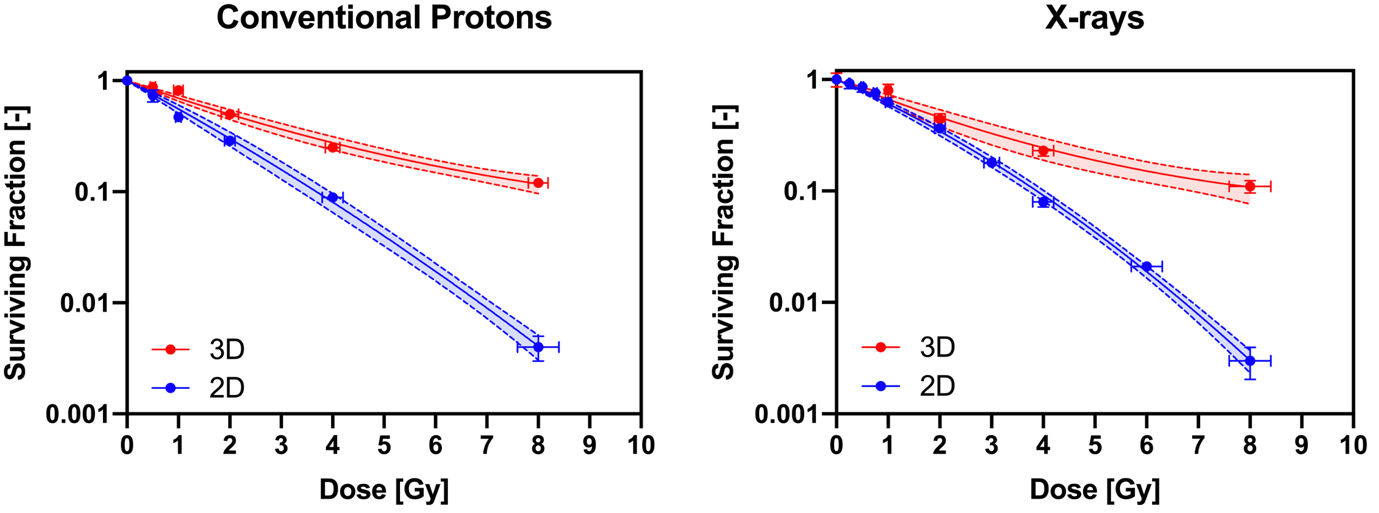 Conventional Protons
Surviving Fraction [-]
1
0.1
0.01
0.001
3D
2D
0 1 2 3 4 5 6 7 8 9 10
Dose [Gy]
X-rays
Surviving Fraction [-]
1
0.1
0.01
0.001
3D
2D
0 1 2 3 4 5 6 7 8 9 10
Dose [Gy]